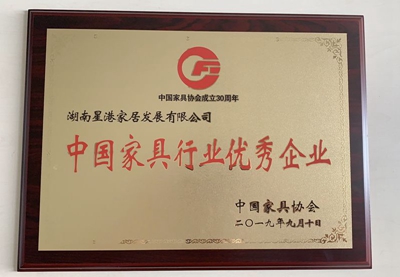 中国家具协会成立30周年
湖南星港家居发展有限公司
中国家具行业优秀企业
中国家具协会
二〇一九年九月十日